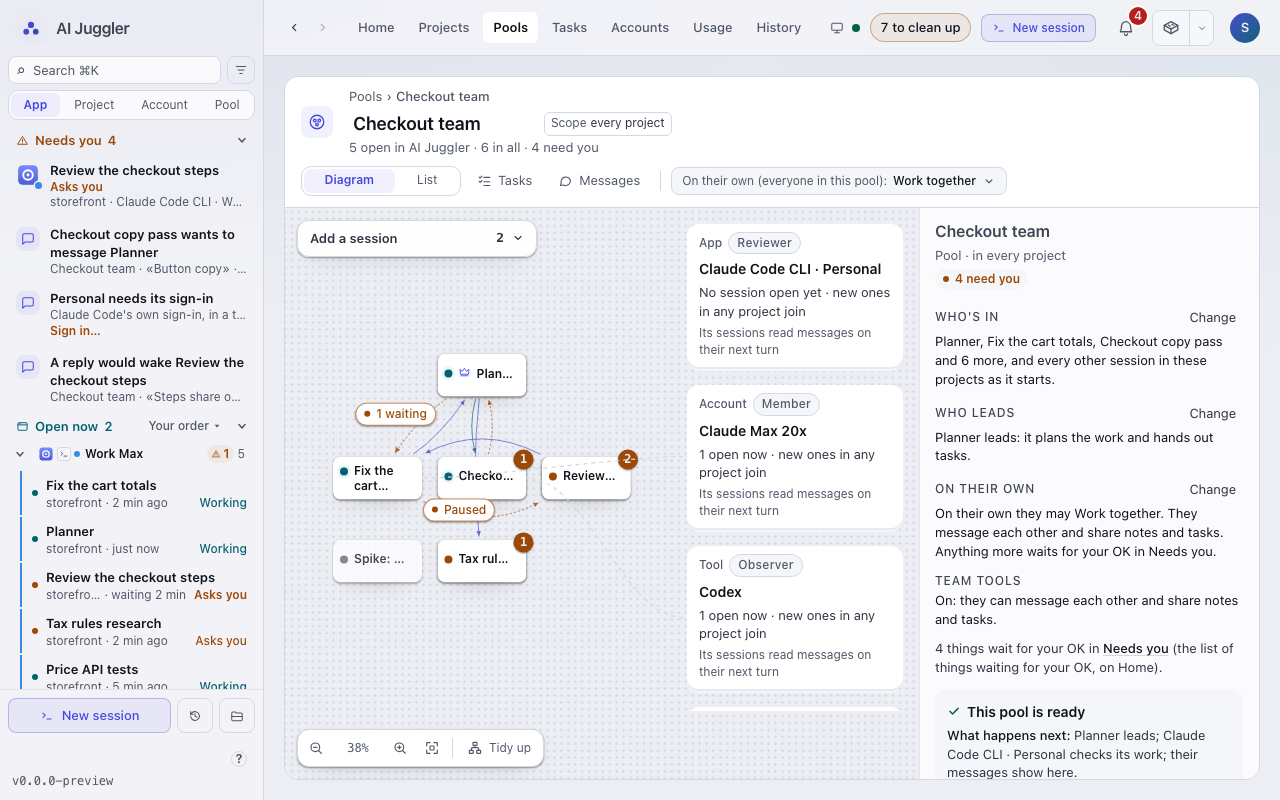 AI Juggler
Home
Projects
Pools
Tasks
Accounts
Usage
History
7 to clean up
New session
4
S
Search ⌘K
App
Project
Account
Pool
Needs you 4
Review the checkout steps
Asks you
storefront · Claude Code CLI · W...
Checkout copy pass wants to
message Planner
Checkout team · «Button copy» ·...
Personal needs its sign-in
Claude Code's own sign-in, in a t...
Sign in...
A reply would wake Review the
checkout steps
Checkout team · «Steps share o...
Open now 2
Your order
Work Max
1
5
Fix the cart totals
storefront · 2 min ago
Working
Planner
storefront · just now
Working
Review the checkout steps
storefro... · waiting 2 min
Asks you
Tax rules research
storefront · 2 min ago
Asks you
Price API tests
storefront · 5 min ago
Working
New session
?
v0.0.0-preview
Pools › Checkout team
Checkout team
Scope every project
5 open in AI Juggler · 6 in all · 4 need you
Diagram
List
Tasks
Messages
On their own (everyone in this pool): Work together
Add a session
2
Plan...
1 waiting
Fix the
cart...
Checko...
1
Review...
Paused
Spike: ...
Tax rul...
1
38%
Tidy up
App
Reviewer
Claude Code CLI · Personal
No session open yet · new ones
in any project join
Its sessions read messages on
their next turn
Account
Member
Claude Max 20x
1 open now · new ones in any
project join
Its sessions read messages on
their next turn
Tool
Observer
Codex
1 open now · new ones in any
project join
Its sessions read messages on
their next turn
Checkout team
Pool · in every project
4 need you
WHO'S IN
Change
Planner, Fix the cart totals, Checkout copy pass
and 6 more, and every other session in these
projects as it starts.
WHO LEADS
Change
Planner leads: it plans the work and hands out
tasks.
ON THEIR OWN
Change
On their own they may Work together. They
message each other and share notes and tasks.
Anything more waits for your OK in Needs you.
TEAM TOOLS
On: they can message each other and share notes
and tasks.
4 things wait for your OK in Needs you (the list of
things waiting for your OK, on Home).
This pool is ready
What happens next: Planner leads; Claude
Code CLI · Personal checks its work; their
messages show here.